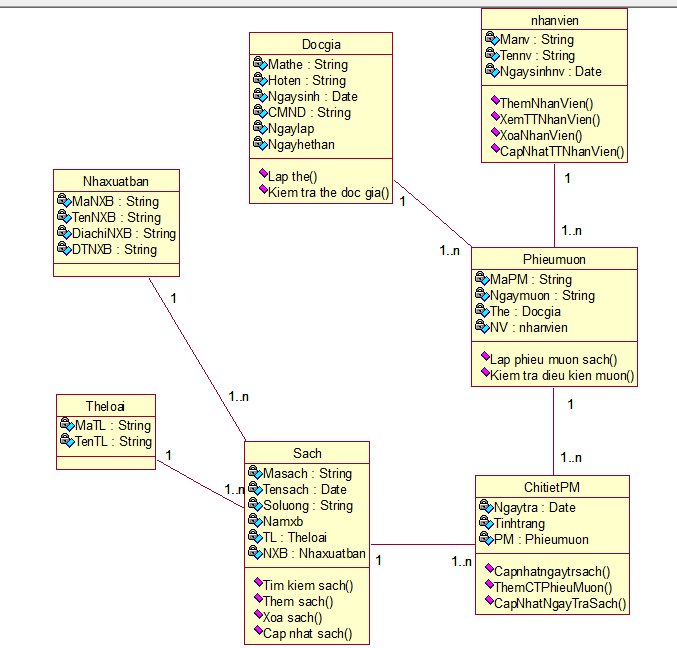 nhanvien
Manv : String
Tennv : String
Ngaysinhnv : Date
ThemNhanVien()
XemTTNhanVien()
XoaNhanVien()
CapNhatTTNhanVien()
1
1..n
Docgia
Mathe : String
Hoten : String
Ngaysinh : Date
CMND : String
Ngaylap
Ngayhethan
Lap the()
Kiem tra the doc gia()
1
1..n
Nhaxuatban
MaNXB : String
TenNXB : String
DiachiNXB : String
DTNXB : String
1
1..n
Phieumuon
MaPM : String
Ngaymuon : String
The : Docgia
NV : nhanvien
Lap phieu muon sach()
Kiem tra dieu kien muon()
1
1..n
Theloai
MaTL : String
TenTL : String
1
1..n
Sach
Masach : String
Tensach : Date
Soluong : String
Namxb
TL : Theloai
NXB : Nhaxuatban
Tim kiem sach()
Them sach()
Xoa sach()
Cap nhat sach()
1
1..n
ChitietPM
Ngaytra : Date
Tinhtrang
PM : Phieumuon
Capnhatngaytrsach()
ThemCTPhieuMuon()
CapNhatNgayTraSach()